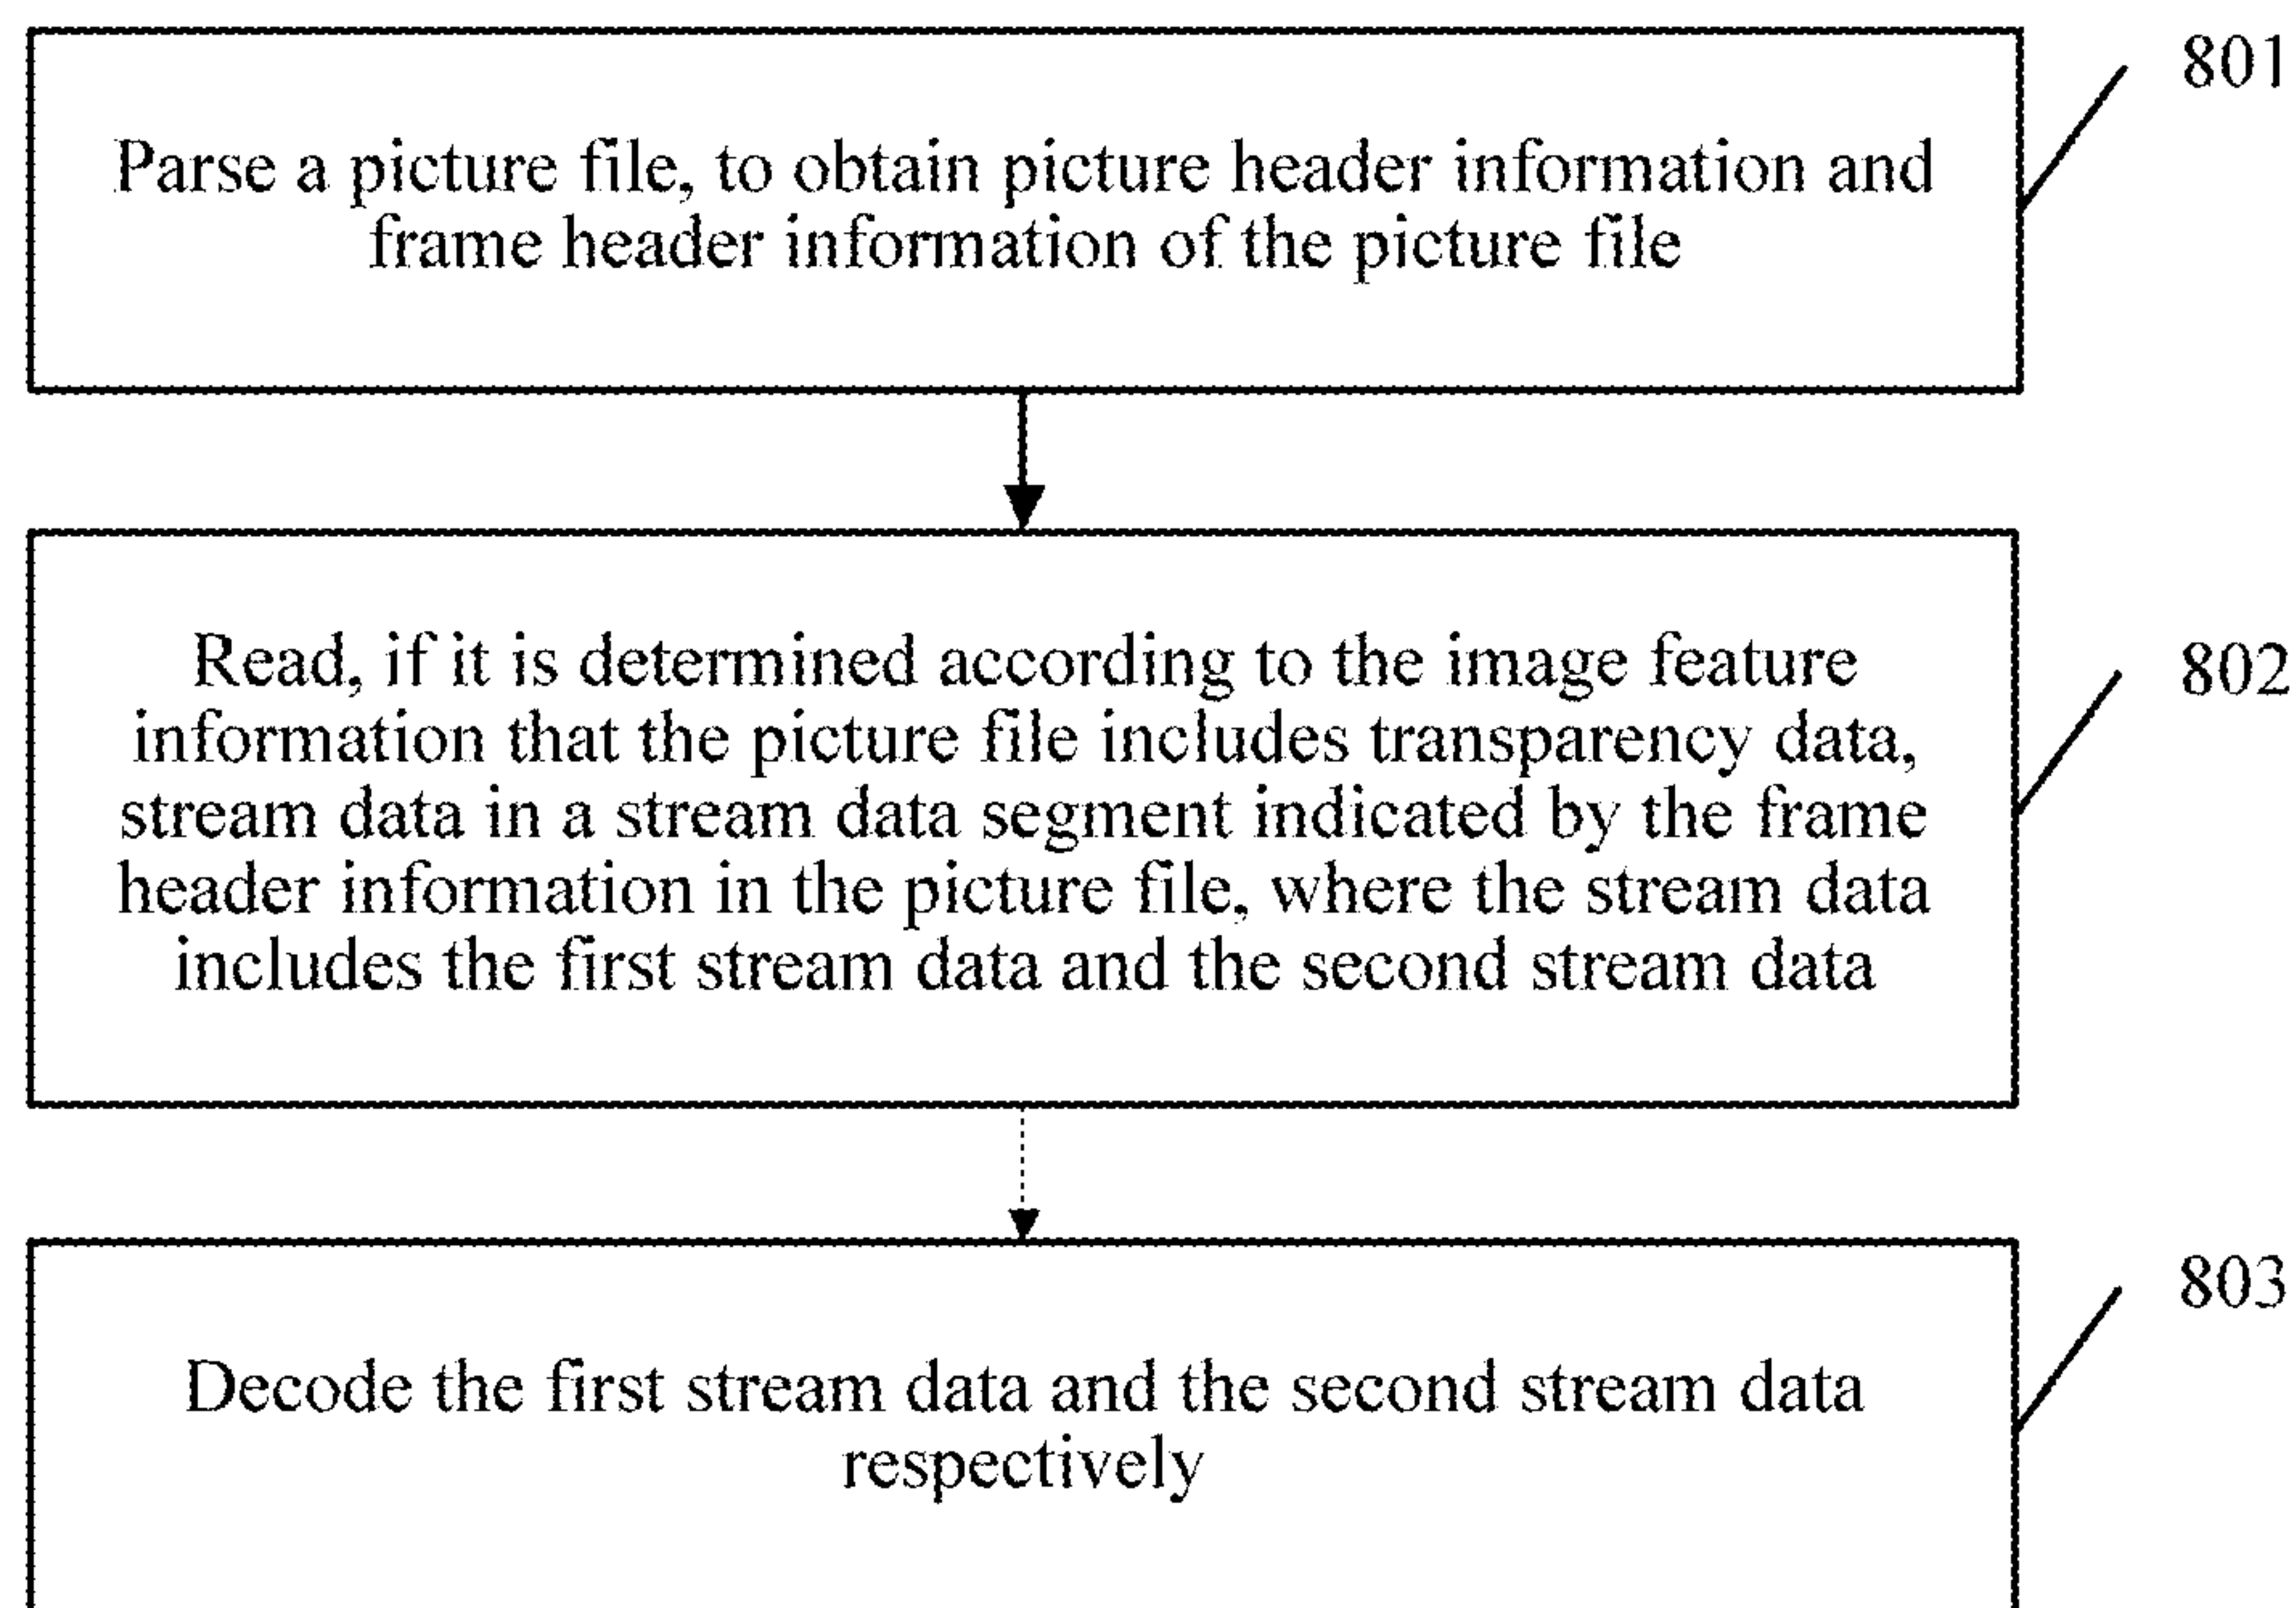 801
Parse a picture file, to obtain picture header information and
frame header information of the picture file
Read, if it is determined according to the image feature
information that the picture file includes transparency data,
stream data in a stream data segment indicated by the frame
header information in the picture file, where the stream data
includes the first stream data and the second stream data
802
803
Decode the first stream data and the second stream data
respectively